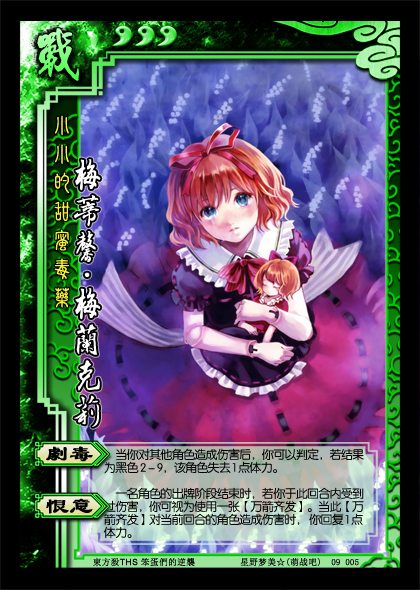 戰
小小的甜蜜毒藥
梅蒂馨·梅蘭克莉
劇毒
当你对其他角色造成伤害后，你可以判定，若结果
为黑色2-9，该角色失去1点体力。
恨意
一名角色的出牌阶段结束时，若你于此回合内受到
过伤害，你可视为使用一张【万箭齐发】。当此【万
箭齐发】对当前回合的角色造成伤害时，你回复1点
体力。
東方殺THS 笨蛋們的逆襲
星野梦美☆(萌战吧)
09 005